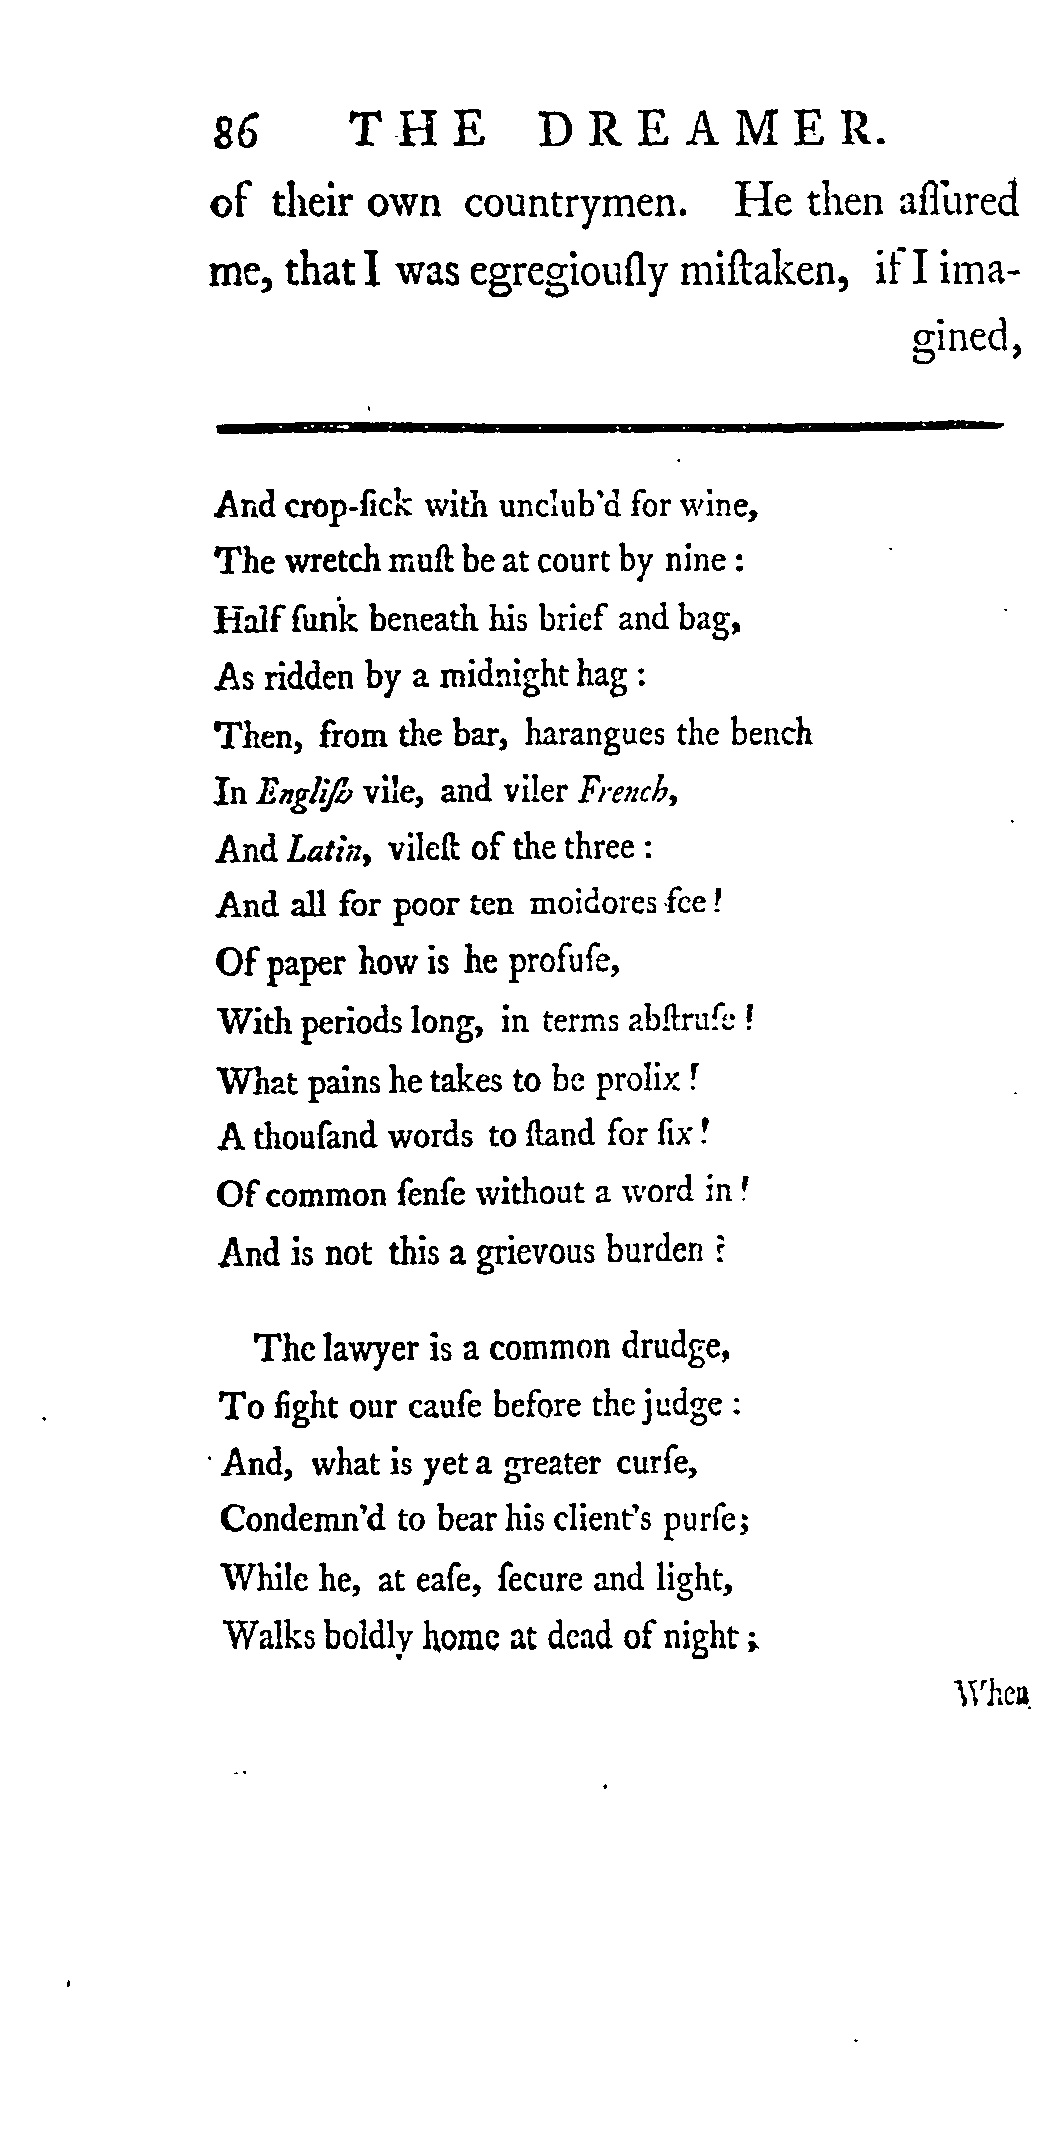 86 THE DREAMER.
of their own countrymen. He then aſſured
me, that I was egregiouſly miſtaken, if I ima-
gined,
And crop-ſick with unclub'd for wine,
The wretch muſt be at court by nine :
Half ſunk beneath his brief and bag,
As ridden by a midnight hag :
Then, from the bar, harangues the bench
In Engliſh vile, and viler French,
And Latin, vileſt of the three :
And all for poor ten moidores fee !
Of paper how is he profuſe,
With periods long, in terms abſtruſe !
What pains he takes to be prolix !
A thouſand words to ſtand for ſix !
Of common ſenſe without a word in !
And is not this a grievous burden ?
The lawyer is a common drudge,
To fight our cauſe before the judge :
And, what is yet a greater curſe,
Condemn'd to bear his client's purſe;
While he, at eaſe, ſecure and light,
Walks boldly home at dead of night ;
When